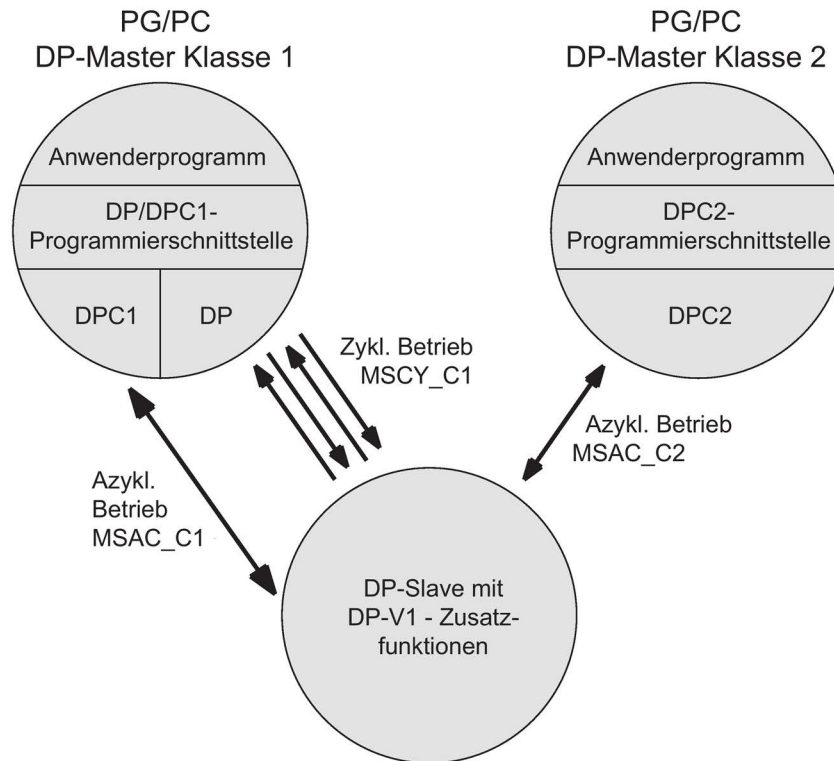 PG/PC
DP-Master Klasse 1
PG/PC
DP-Master Klasse 2
Anwenderprogramm
DP/DPC1-
Programmierschnittstelle
DPC1
DP
Anwenderprogramm
DPC2-
Programmierschnittstelle
DPC2
Zykl. Betrieb
MSCY_C1
Azykl. Betrieb
MSAC_C2
Azykl.
Betrieb
MSAC_C1
DP-Slave mit
DP-V1 - Zusatz-
funktionen